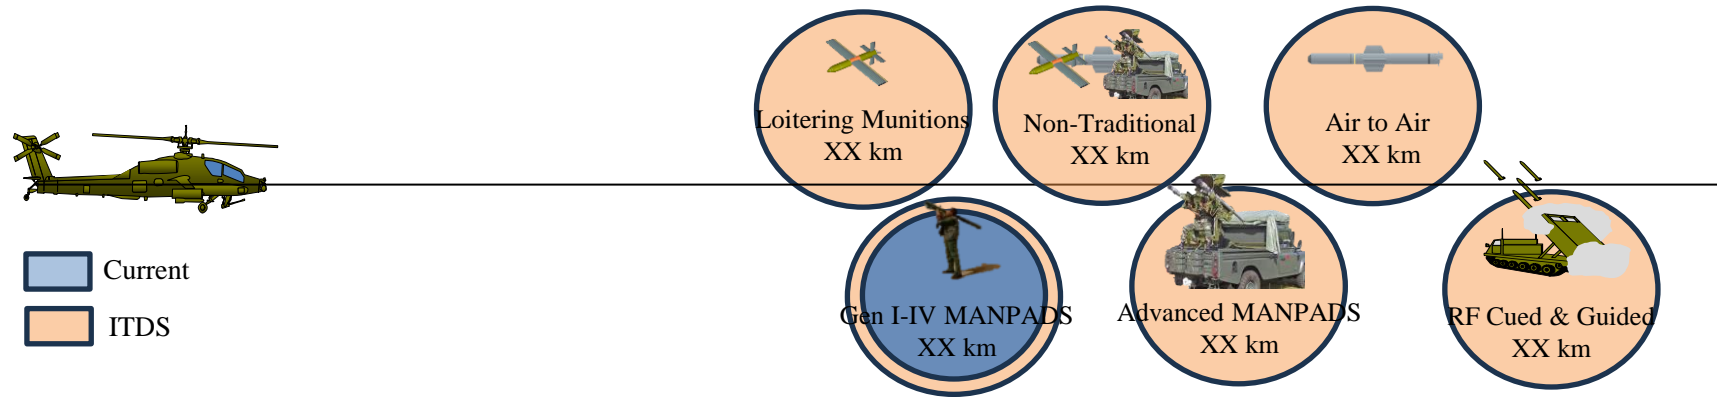 Loitering Munitions
XX km
Non-Traditional
XX km
Air to Air
XX km
Current
ITDS
Gen I-IV MANPADS
XX km
Advanced MANPADS
XX km
RF Cued & Guided
XX km